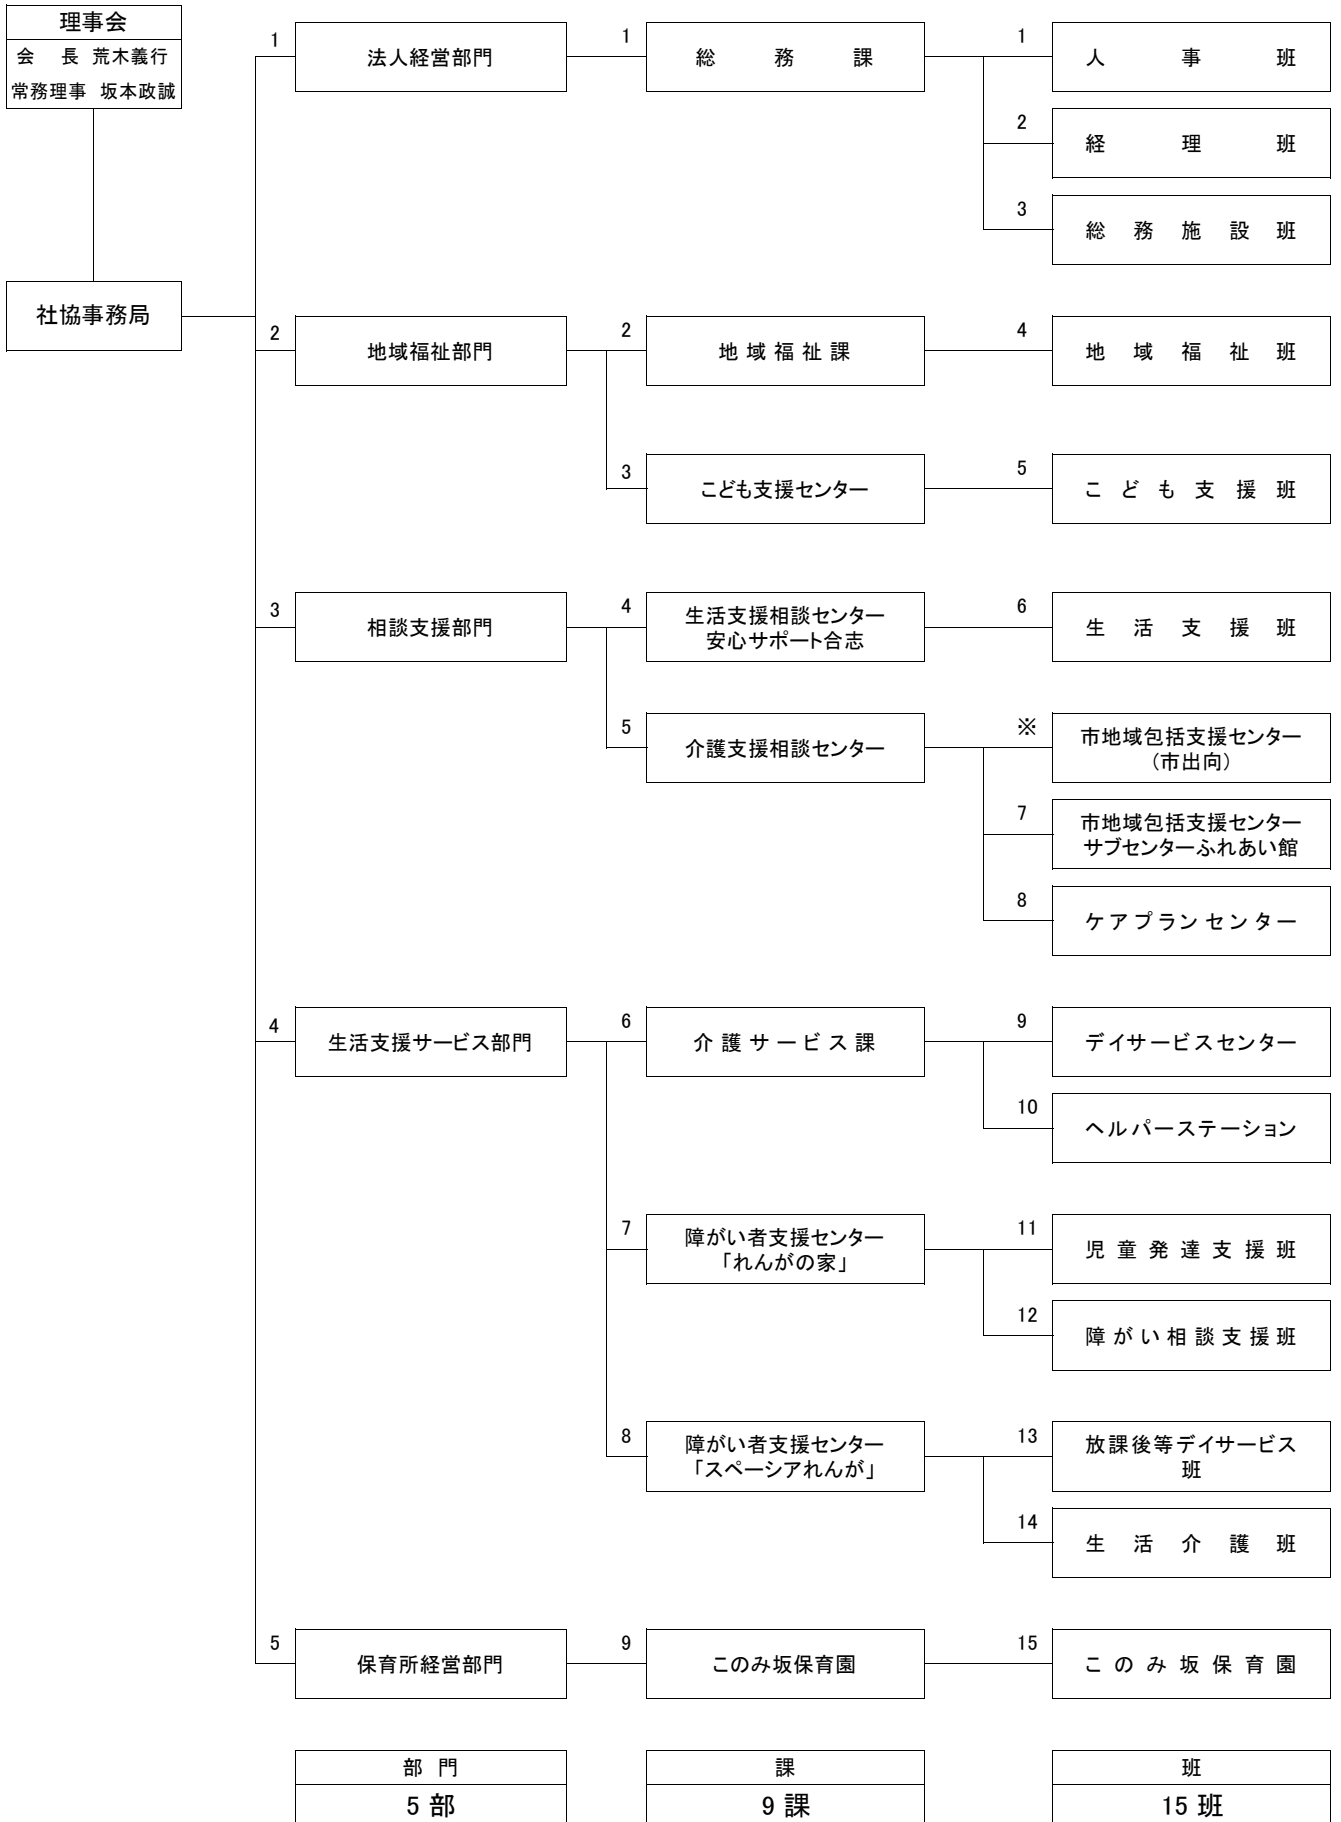 理事会
会　長 荒木義行
常務理事 坂本政誠
社協事務局
1
法人経営部門
1
総務課
1
人事班
2
経理班
3
総務施設班
2
地域福祉部門
2
地域福祉課
4
地域福祉班
3
こども支援センター
5
こども支援班
3
相談支援部門
4
生活支援相談センター
安心サポート合志
6
生活支援班
5
介護支援相談センター
※
市地域包括支援センター
(市出向)
7
市地域包括支援センター
サブセンターふれあい館
8
ケアプランセンター
4
生活支援サービス部門
6
介護サービス課
9
デイサービスセンター
10
ヘルパーステーション
7
障がい者支援センター
「れんがの家」
11
児童発達支援班
12
障がい相談支援班
8
障がい者支援センター
「スペーシアれんが」
13
放課後等デイサービス
班
14
生活介護班
5
保育所経営部門
9
このみ坂保育園
15
このみ坂保育園
部 門
5 部
課
9 課
班
15 班